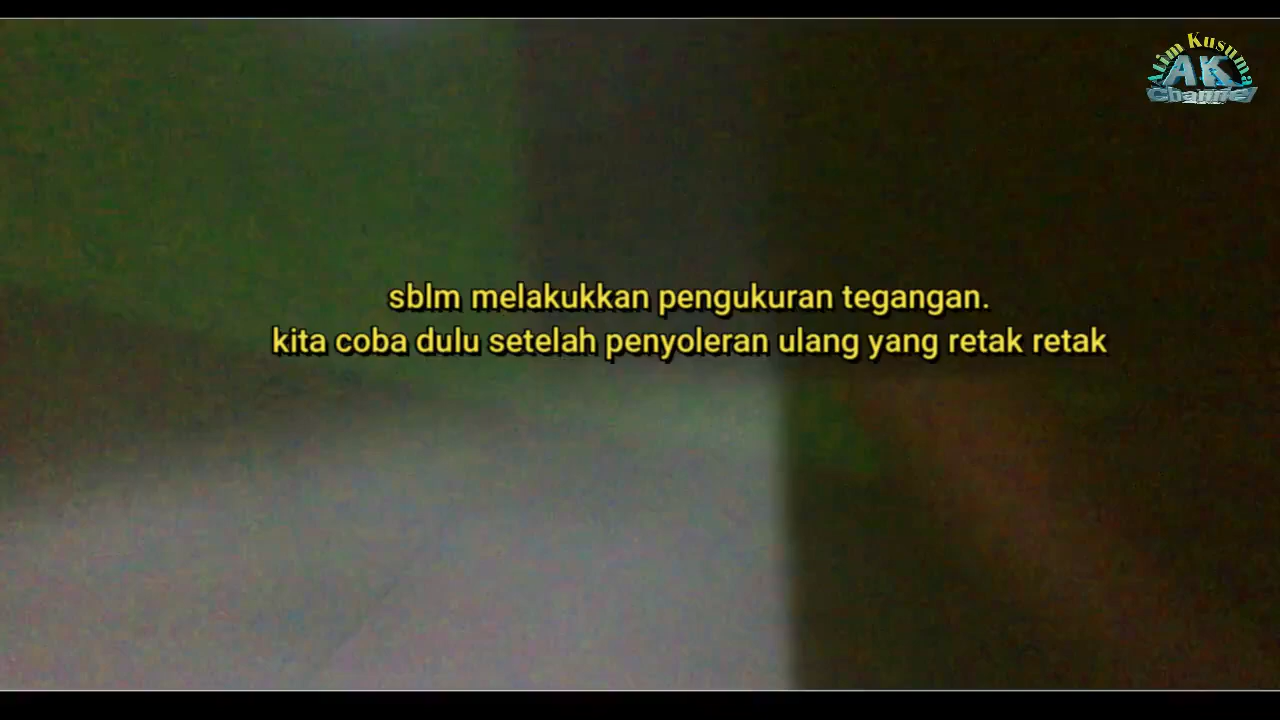 Alim Kusuma
AK
Channel
sblm melakukkan pengukuran tegangan.
kita coba dulu setelah penyoleran ulang yang retak retak